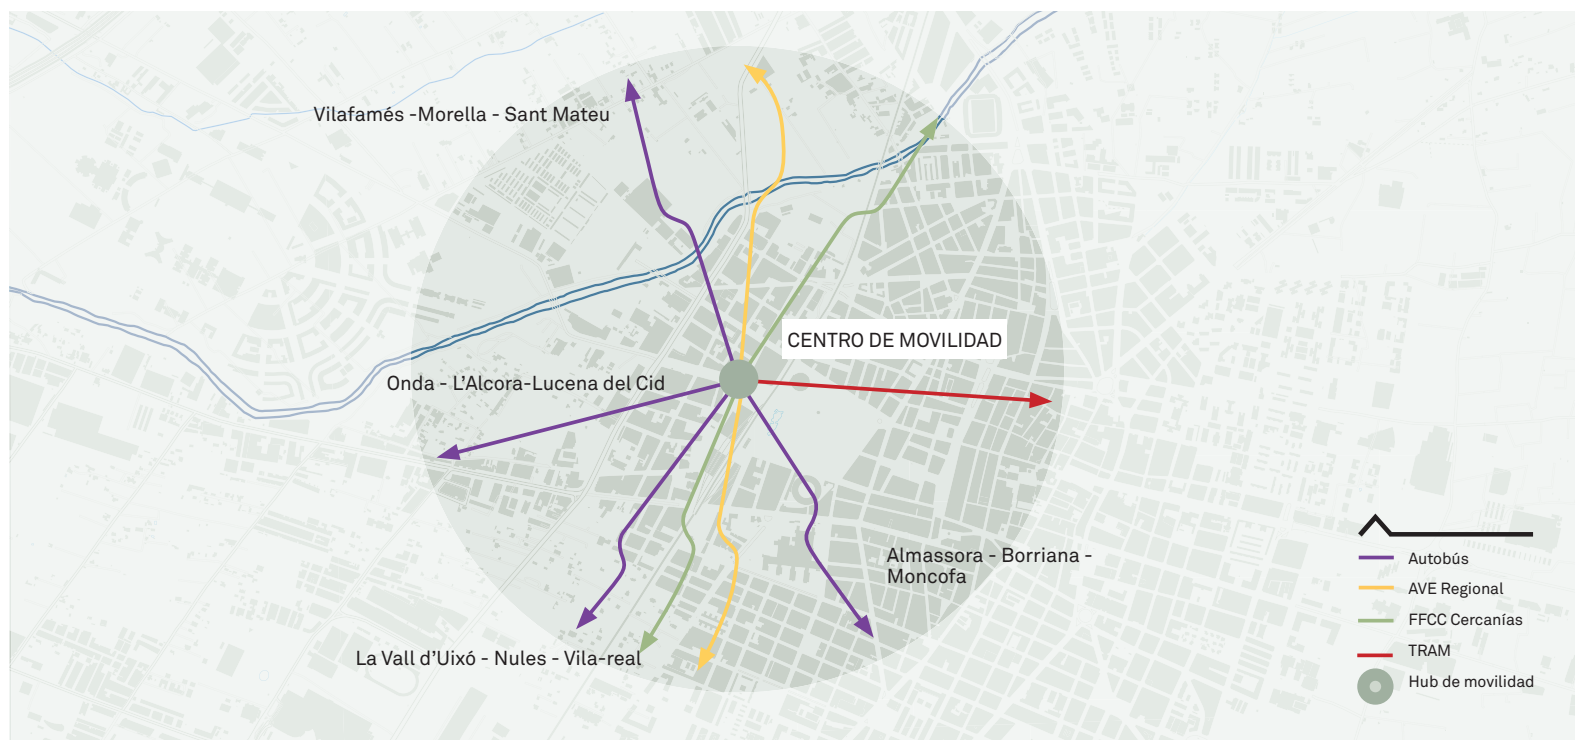 Vilafamés -Morella - Sant Mateu
CENTRO DE MOVILIDAD
Onda - L'Alcora-Lucena del Cid
Almassora - Borriana -
Moncofa
La Vall d'Uixó - Nules - Vila-real
Autobús
AVE Regional
FFCC Cercanías
TRAM
Hub de movilidad